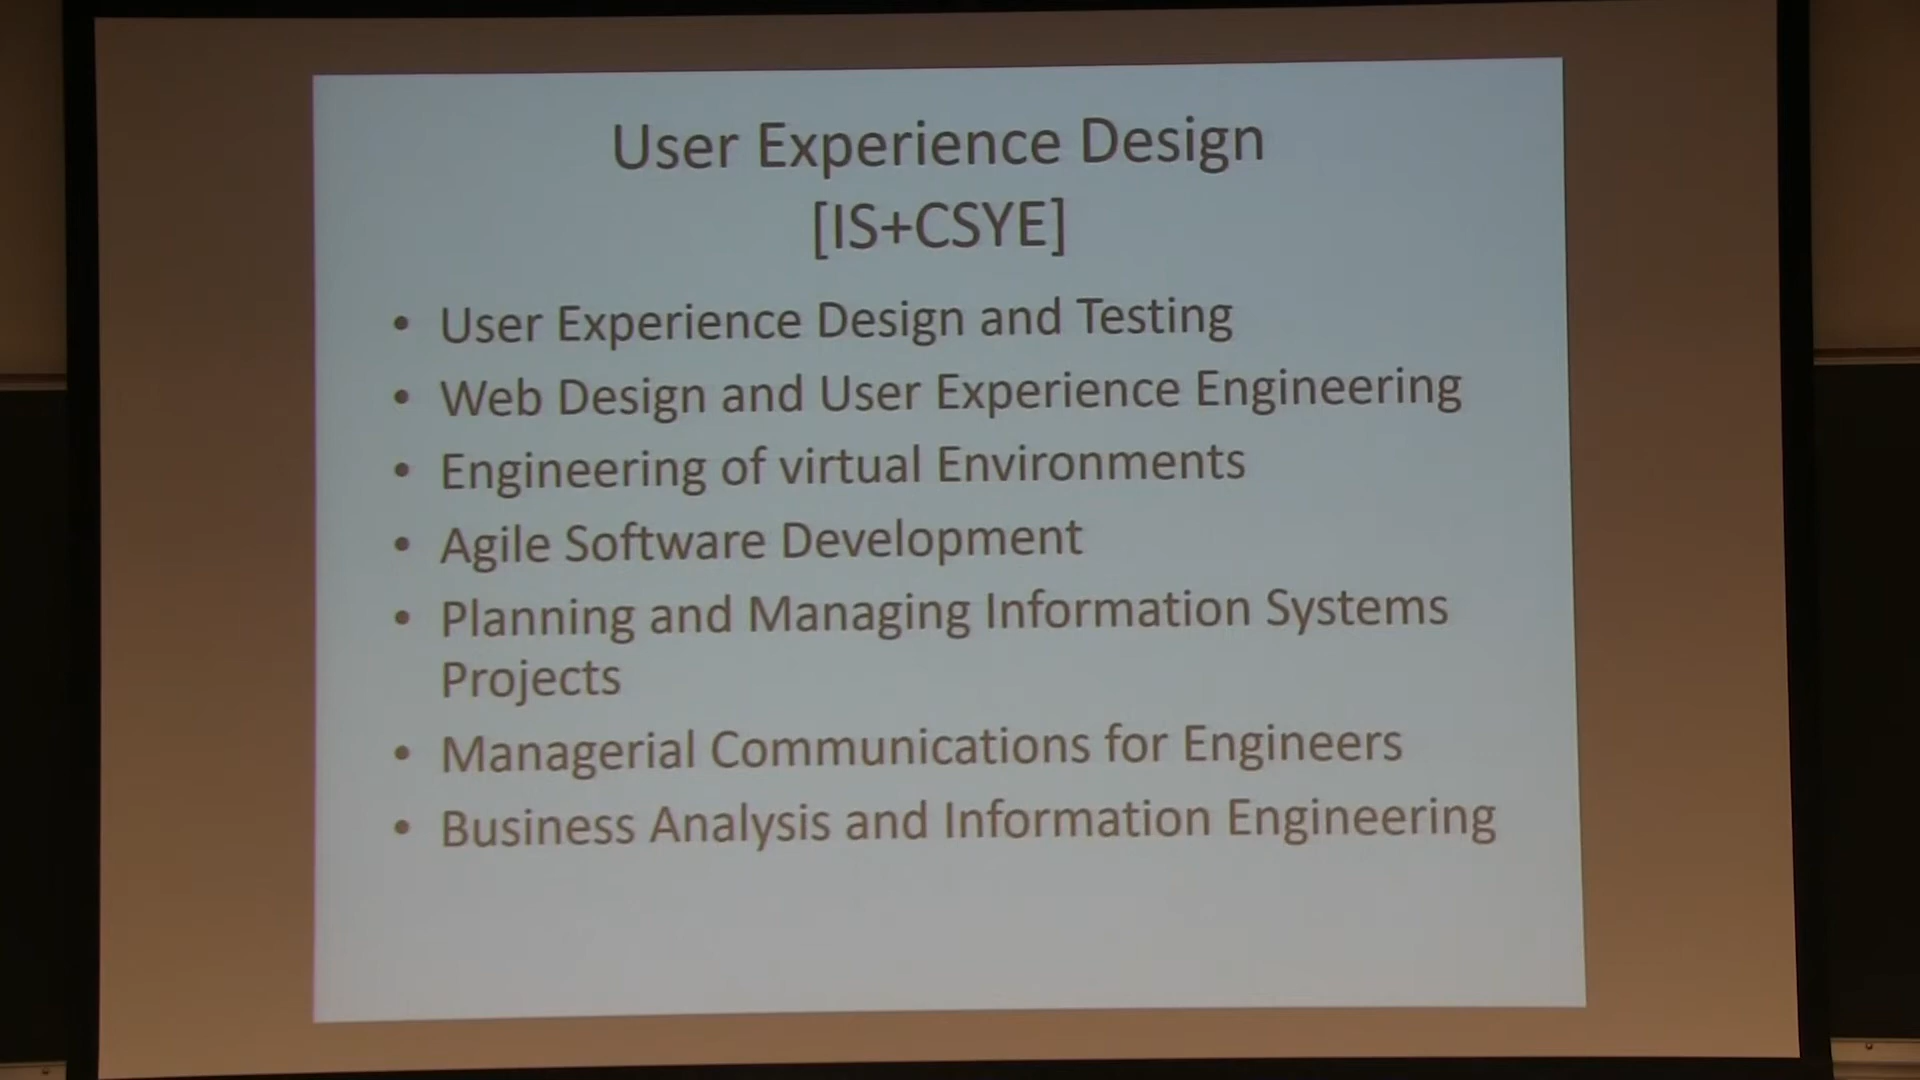 User Experience Design
[IS+CSYE]
• User Experience Design and Testing
• Web Design and User Experience Engineering
• Engineering of virtual Environments
• Agile Software Development
• Planning and Managing Information Systems
Projects
• Managerial Communications for Engineers
• Business Analysis and Information Engineering